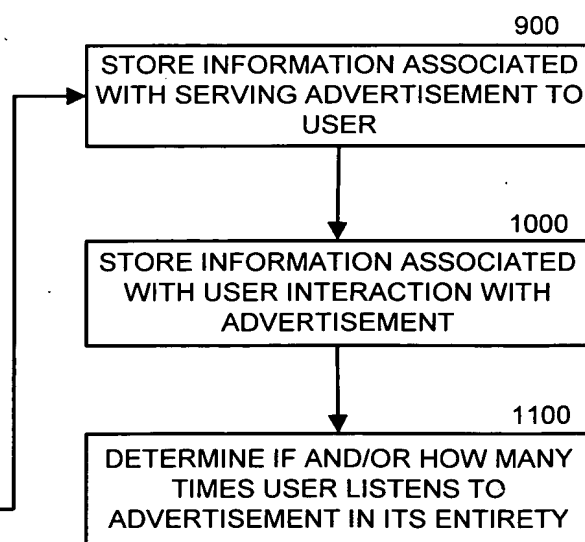 900
STORE INFORMATION ASSOCIATED
WITH SERVING ADVERTISEMENT TO
USER
1000
STORE INFORMATION ASSOCIATED
WITH USER INTERACTION WITH
ADVERTISEMENT
1100
DETERMINE IF AND/OR HOW MANY
TIMES USER LISTENS TO
ADVERTISEMENT IN ITS ENTIRETY